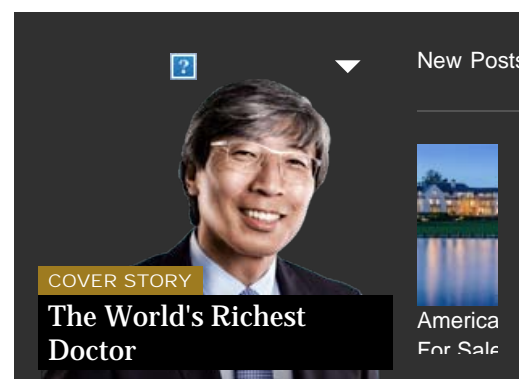 New Posts
COVER STORY
The World's Richest
Doctor
America
For Sale